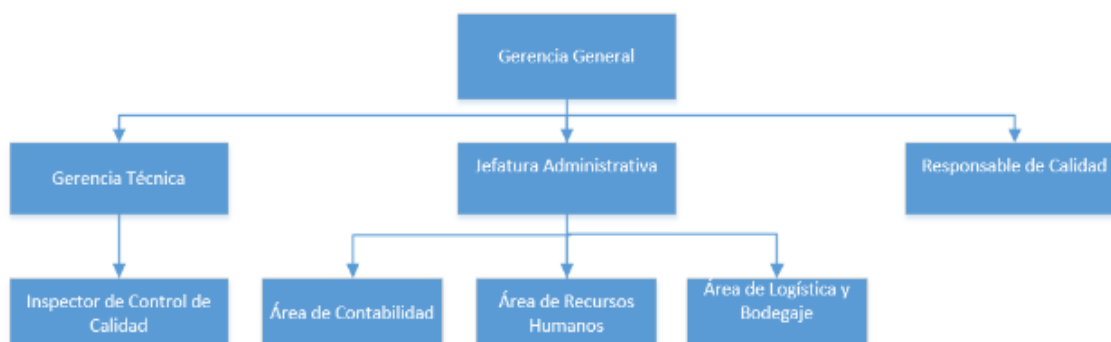 Gerencia General
Gerencia Técnica
Jefatura Administrativa
Responsable de Calidad
Inspector de Control de
Calidad
Área de Contabilidad
Área de Recursos
Humanos
Área de Logística y
Bodegaje